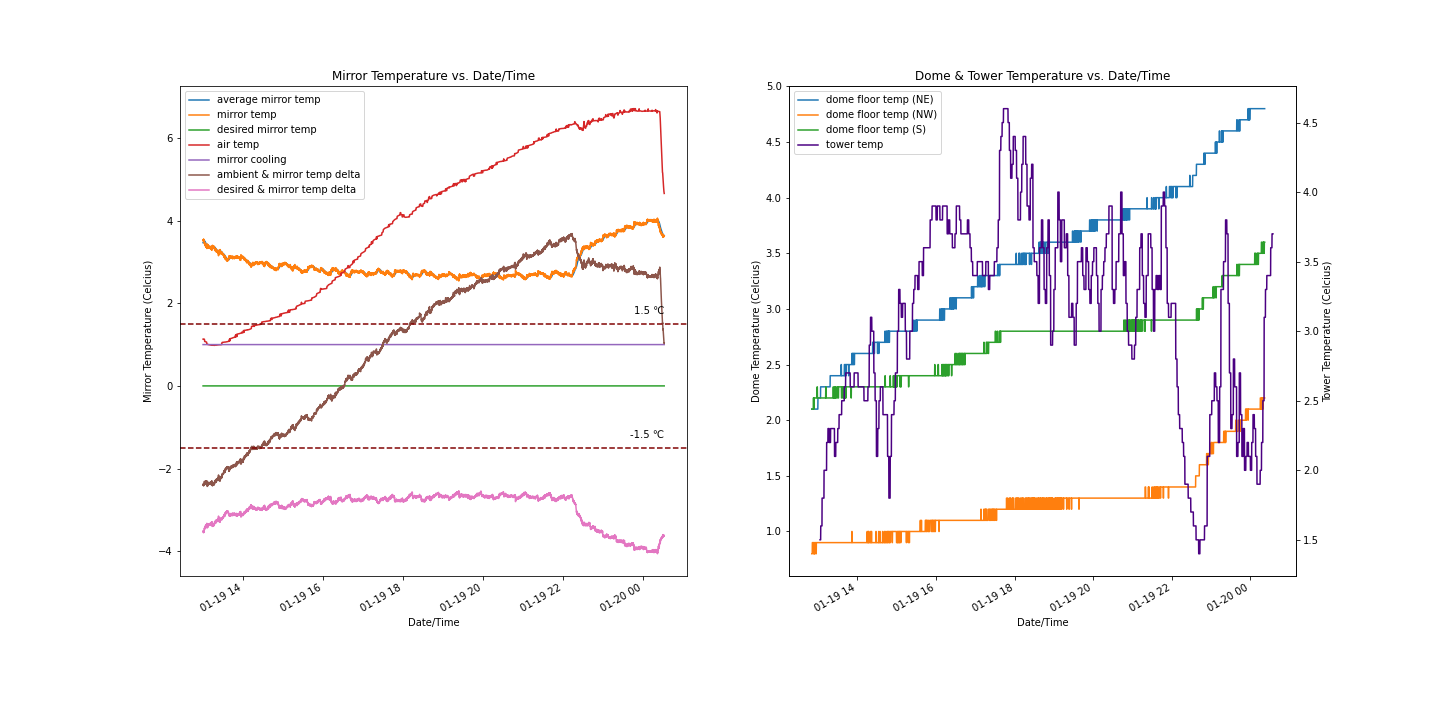 Mirror Temperature vs. Date/Time
average mirror temp
mirror temp
desired mirror temp
air temp
mirror cooling
ambient & mirror temp delta
desired & mirror temp delta
6
4
2
0
−2
−4
Mirror Temperature (Celcius)
1.5 °C
-1.5 °C
01-19 14
01-19 16
01-19 18
01-19 20
01-19 22
01-20 00
Date/Time
Dome & Tower Temperature vs. Date/Time
dome floor temp (NE)
dome floor temp (NW)
dome floor temp (S)
tower temp
5.0
4.5
4.0
3.5
3.0
2.5
2.0
1.5
1.0
Dome Temperature (Celcius)
4.5
4.0
3.5
3.0
2.5
2.0
1.5
Tower Temperature (Celcius)
01-19 14
01-19 16
01-19 18
01-19 20
01-19 22
01-20 00
Date/Time